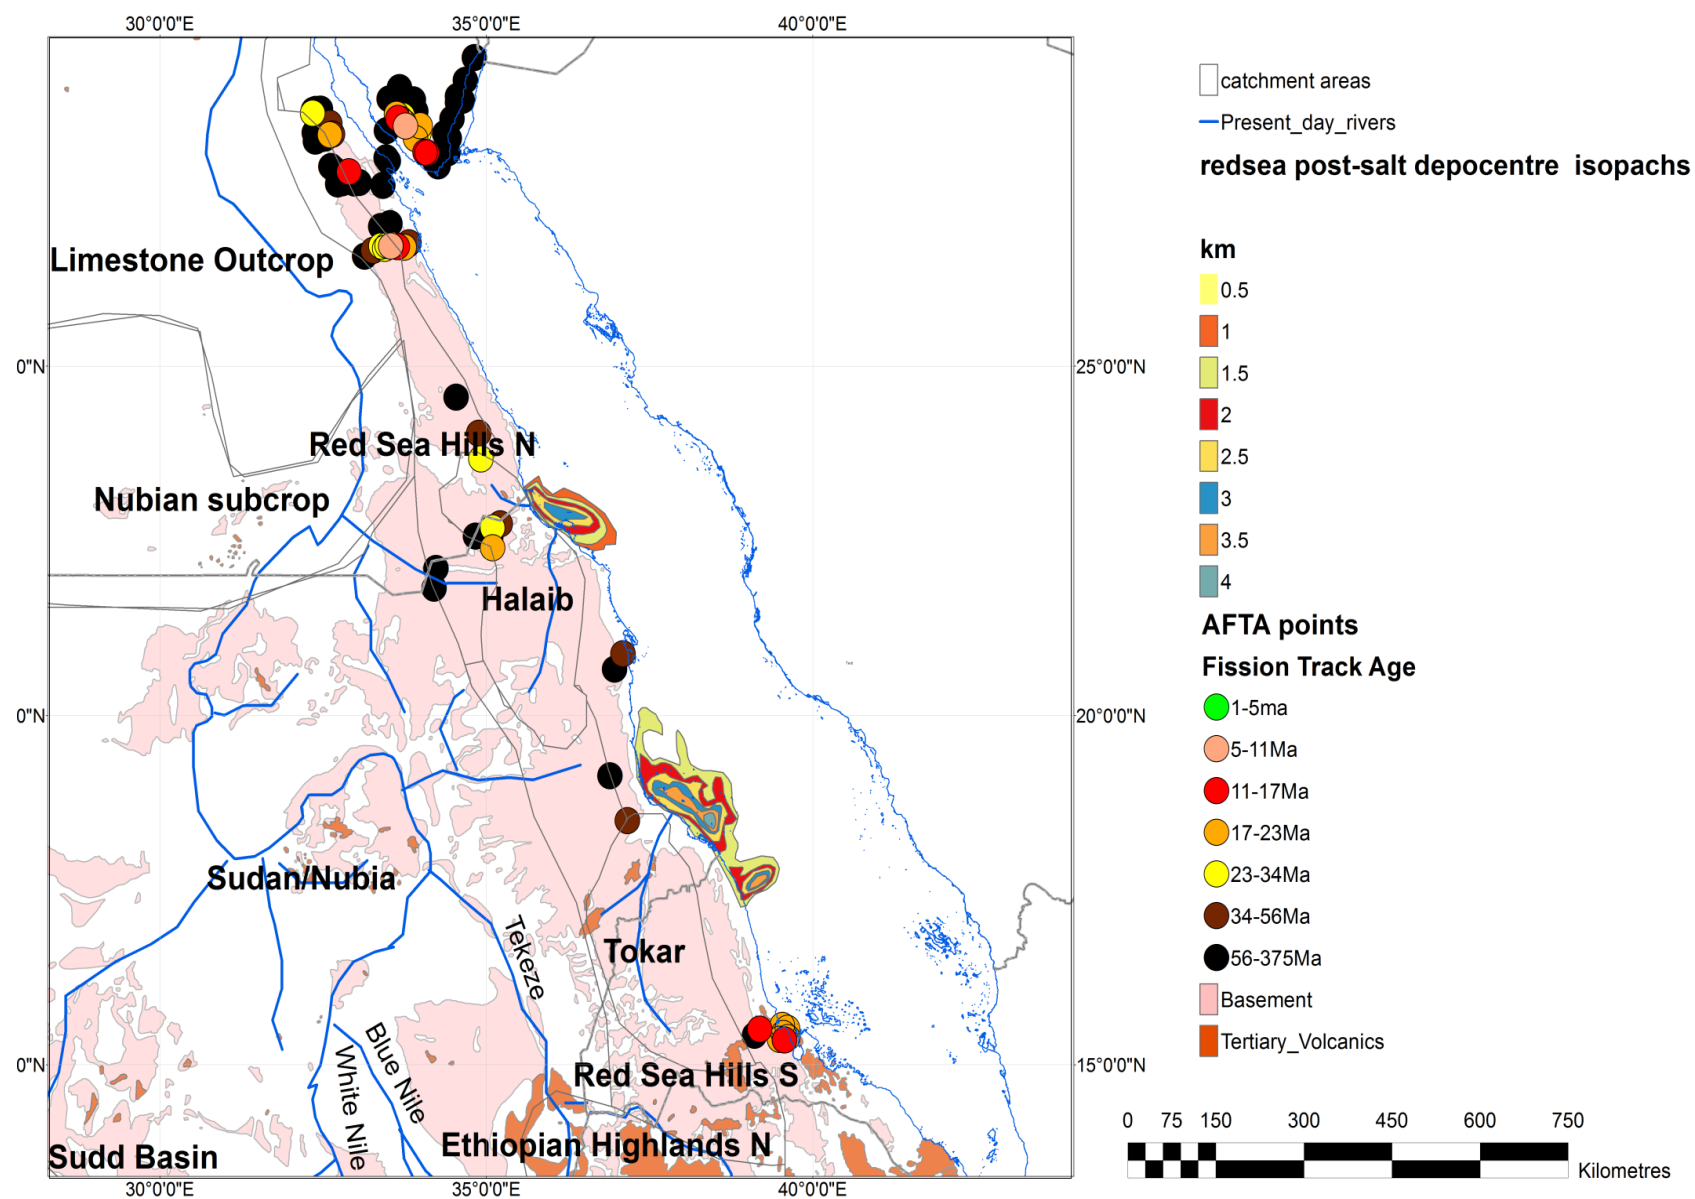 30°0'0"E
35°0'0"E
40°0'0"E
catchment areas
Present_day_rivers
redsea post-salt depocentre isopachs
km
0.5
1
1.5
2
2.5
3
3.5
4
AFTA points
Fission Track Age
1-5ma
5-11Ma
11-17Ma
17-23Ma
23-34Ma
34-56Ma
56-375Ma
Basement
Tertiary_Volcanics
Limestone Outcrop
0"N
25°0'0"N
Red Sea Hills N
Nubian subcrop
Halaib
0"N
20°0'0"N
Sudan/Nubia
Tekeze
Tokar
0"N
15°0'0"N
Blue Nile
White Nile
Red Sea Hills S
Ethiopian Highlands N
Sudd Basin
30°0'0"E
35°0'0"E
40°0'0"E
0 75 150 300 450 600 750
Kilometres